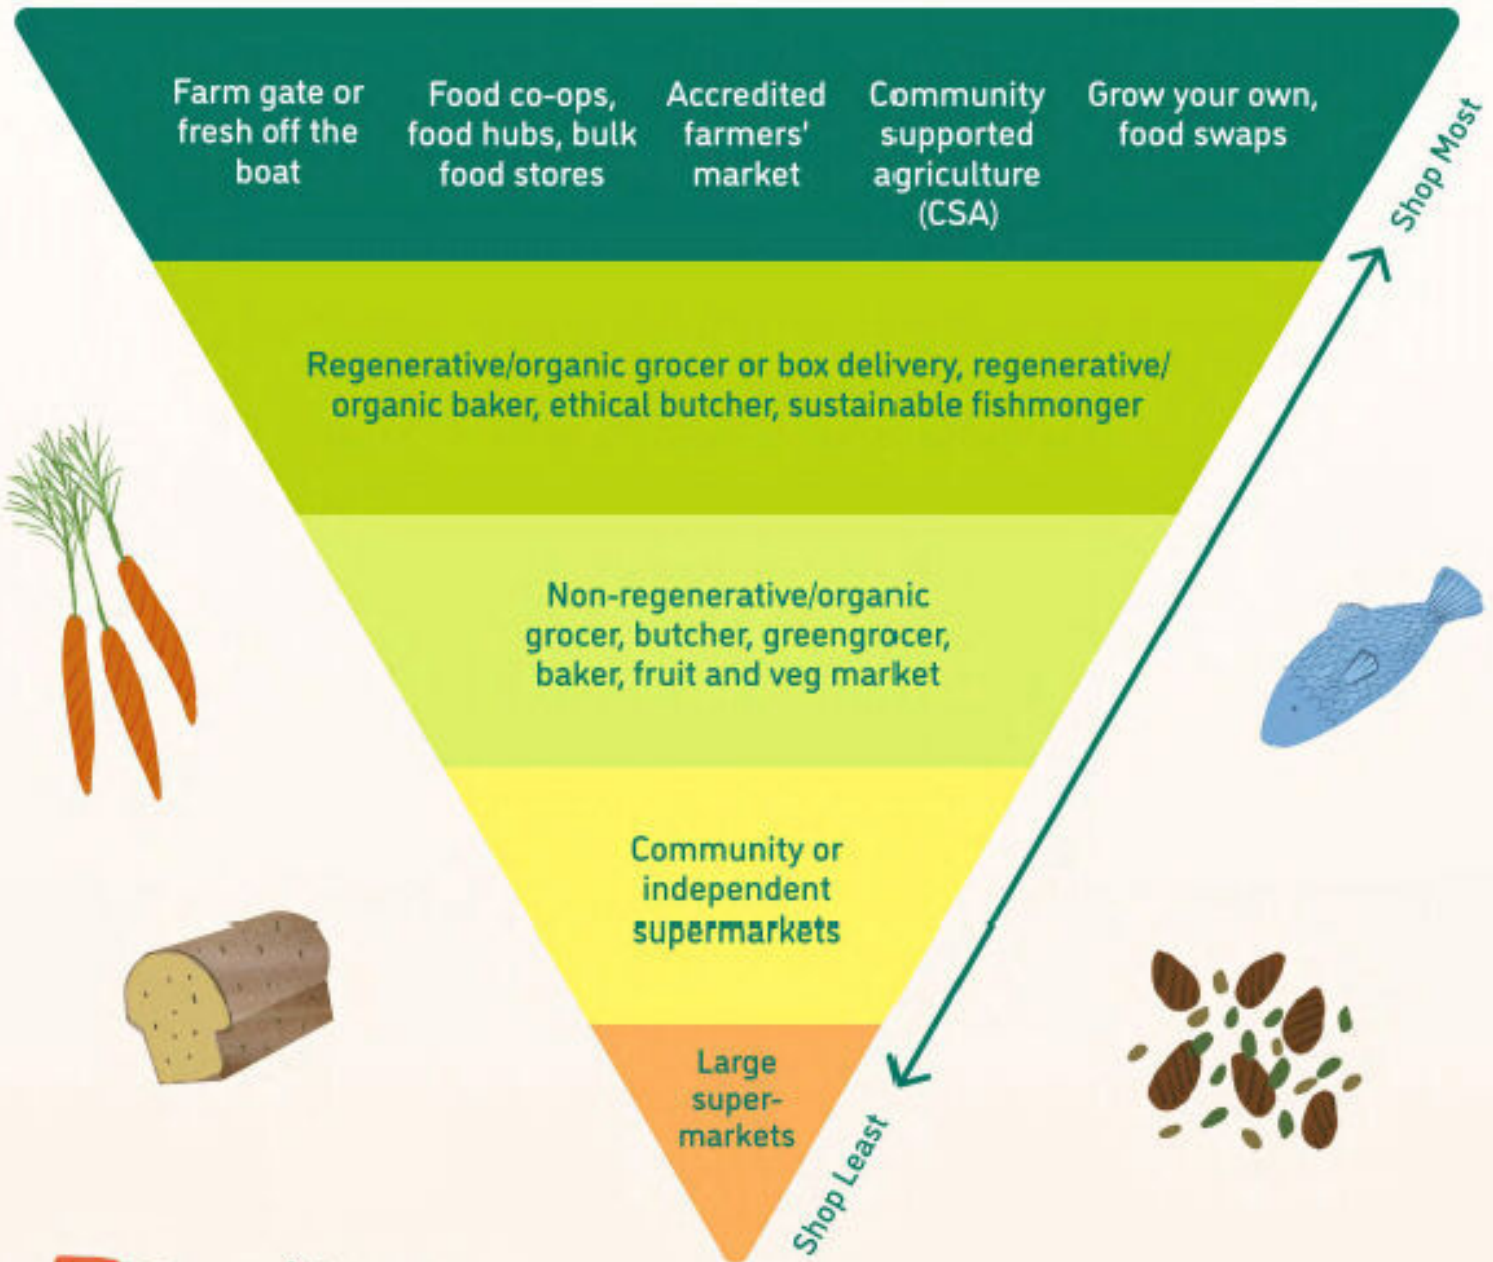 Farm gate or
fresh off the
boat
Food co-ops,
food hubs, bulk
food stores
Accredited
farmers'
market
Community
supported
agriculture
(CSA)
Grow your own,
food swaps
Shop Most
Regenerative/organic grocer or box delivery, regenerative/
organic baker, ethical butcher, sustainable fishmonger
Non-regenerative/organic
grocer, butcher, greengrocer,
baker, fruit and veg market
Community or
independent
supermarkets
Large
super-
markets
Shop Least